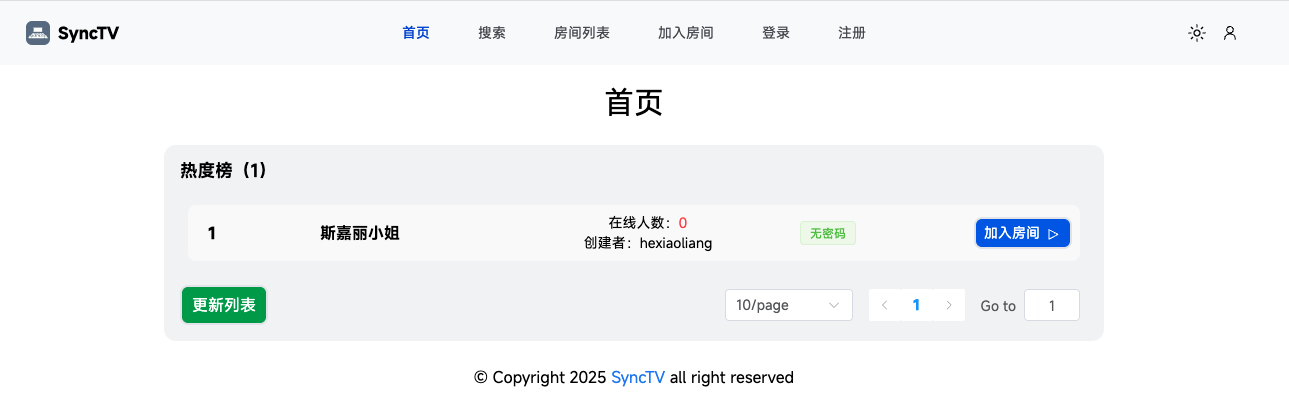 SyncTV 首页 搜索 房间列表 加入房间 登录 注册
首页
热度榜（1）
1 斯嘉丽小姐 在线人数：0 无密码 加入房间
创建者：hexiaoliang
更新列表 10/page 1 Go to 1
© Copyright 2025 SyncTV all right reserved